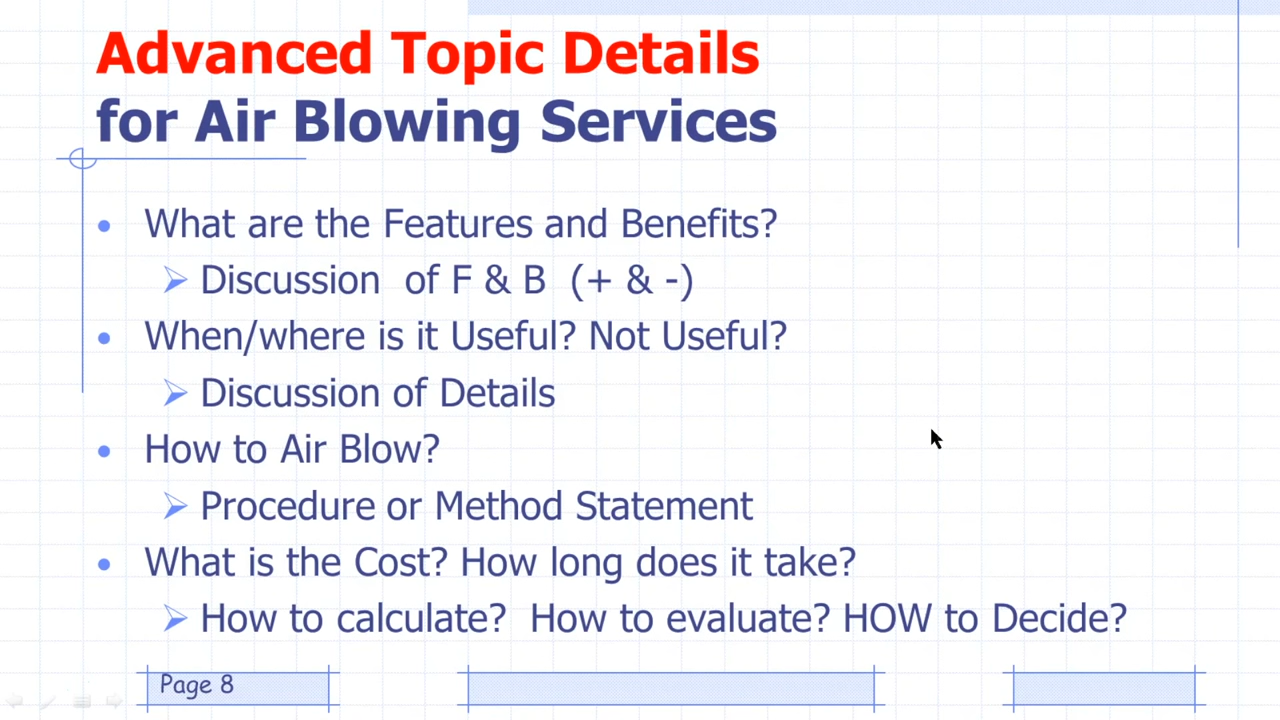 Advanced Topic Details
for Air Blowing Services
What are the Features and Benefits?
Discussion of F & B (+ & -)
When/where is it Useful? Not Useful?
Discussion of Details
How to Air Blow?
Procedure or Method Statement
What is the Cost? How long does it take?
How to calculate? How to evaluate? HOW to Decide?
Page 8